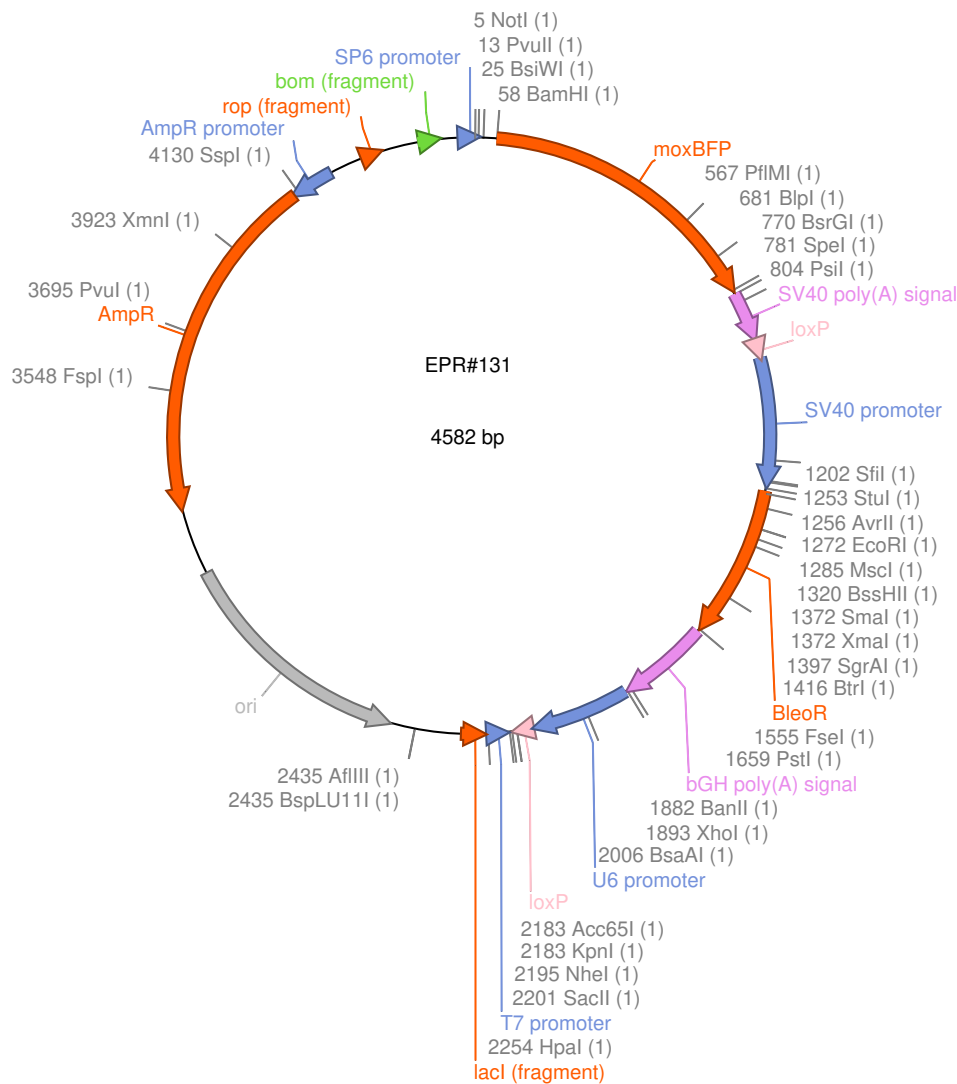 5 NotI (1)
13 PvuII (1)
25 BsiWI (1)
58 BamHI (1)
SP6 promoter
bom (fragment)
rop (fragment)
AmpR promoter
4130 SspI (1)
3923 XmnI (1)
3695 PvuI (1)
AmpR
3548 FspI (1)
moxBFP
567 PflMI (1)
681 BlpI (1)
770 BsrGI (1)
781 SpeI (1)
804 PsiI (1)
SV40 poly(A) signal
loxP
EPR#131
4582 bp
SV40 promoter
1202 SfiI (1)
1253 StuI (1)
1256 AvrII (1)
1272 EcoRI (1)
1285 MscI (1)
1320 BssHII (1)
1372 SmaI (1)
1372 XmaI (1)
1397 SgrAI (1)
1416 BtrI (1)
BleoR
1555 FseI (1)
1659 PstI (1)
bGH poly(A) signal
1882 BanII (1)
1893 XhoI (1)
2006 BsaAI (1)
U6 promoter
loxP
2183 Acc65I (1)
2183 KpnI (1)
2195 NheI (1)
2201 SacII (1)
T7 promoter
2254 HpaI (1)
lacI (fragment)
ori
2435 AflIII (1)
2435 BspLU11I (1)